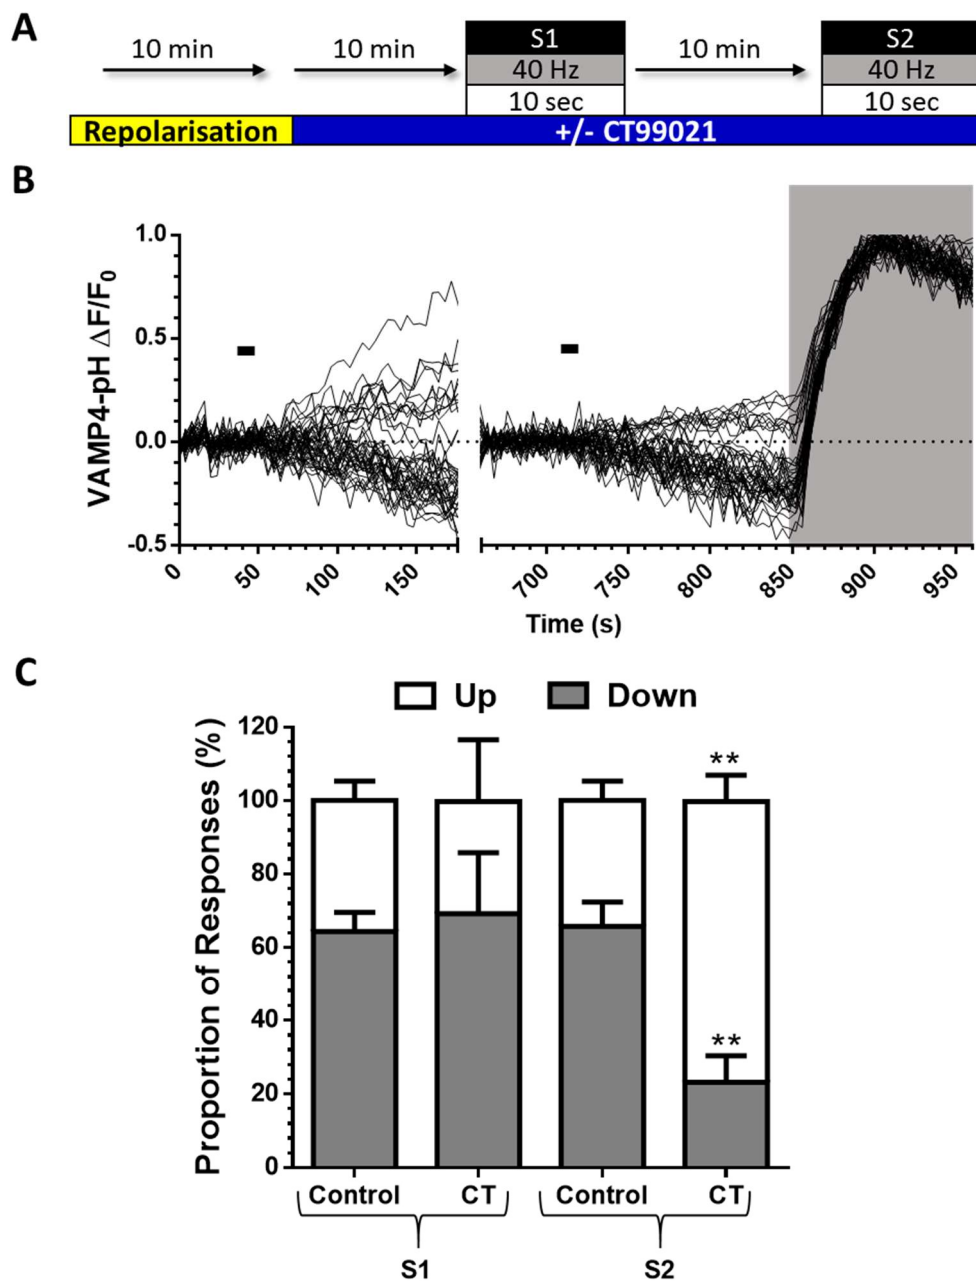 A
10 min
10 min
S1
40 Hz
10 sec
10 min
S2
40 Hz
10 sec
Repolarisation
+/- CT99021
B
VAMP4-pH ΔF/F0
1.0
0.5
0.0
-0.5
0 50 100 150 700 750 800 850 900 950
Time (s)
C
Up Down
Proportion of Responses (%)
120
100
80
60
40
20
0
**
**
Control CT Control CT
S1 S2